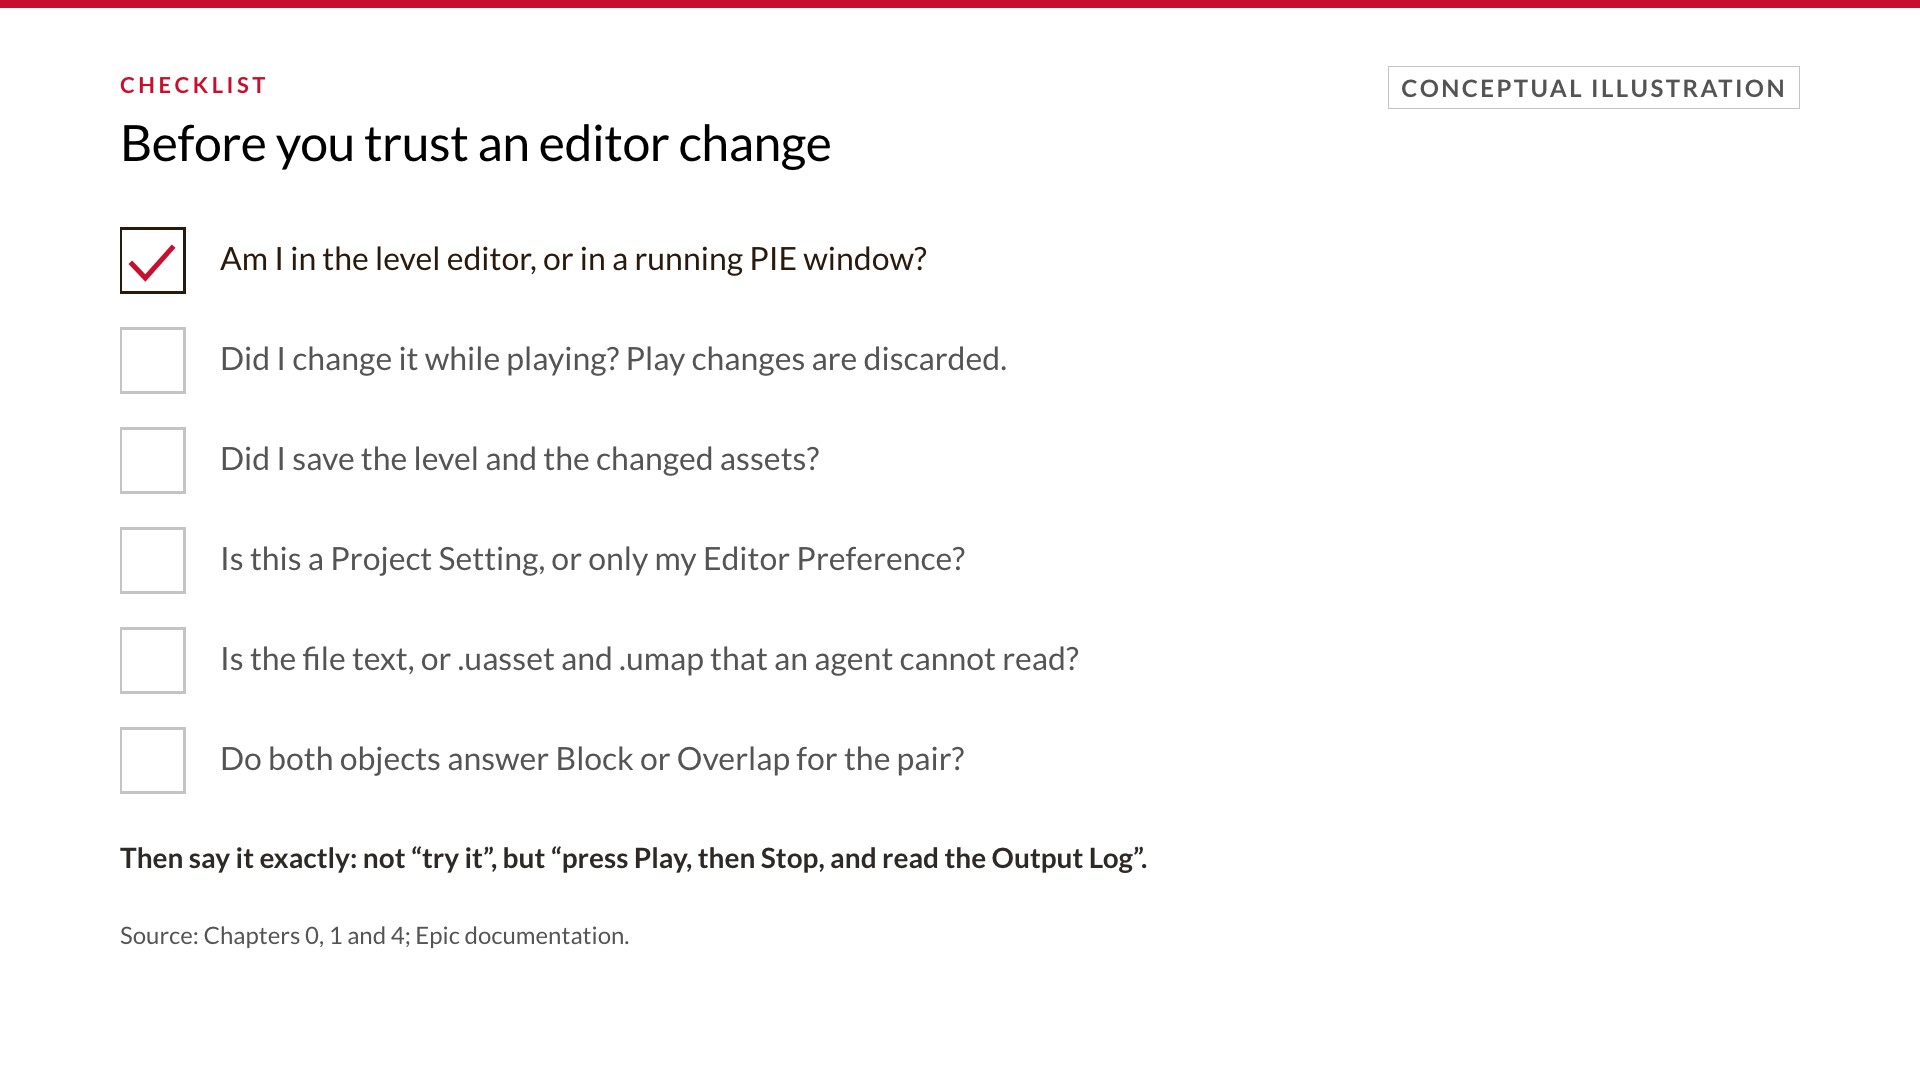 CHECKLIST
CONCEPTUAL ILLUSTRATION
Before you trust an editor change
Am I in the level editor, or in a running PIE window?
Did I change it while playing? Play changes are discarded.
Did I save the level and the changed assets?
Is this a Project Setting, or only my Editor Preference?
Is the file text, or .uasset and .umap that an agent cannot read?
Do both objects answer Block or Overlap for the pair?
Then say it exactly: not “try it”, but “press Play, then Stop, and read the Output Log”.
Source: Chapters 0, 1 and 4; Epic documentation.